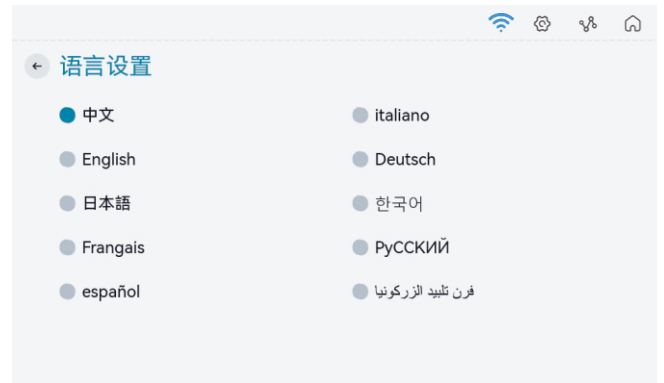 语言设置
中文
italiano
English
Deutsch
日本語
한국어
Frangais
РуССКИЙ
español
فرن تلبيد الزركونيا